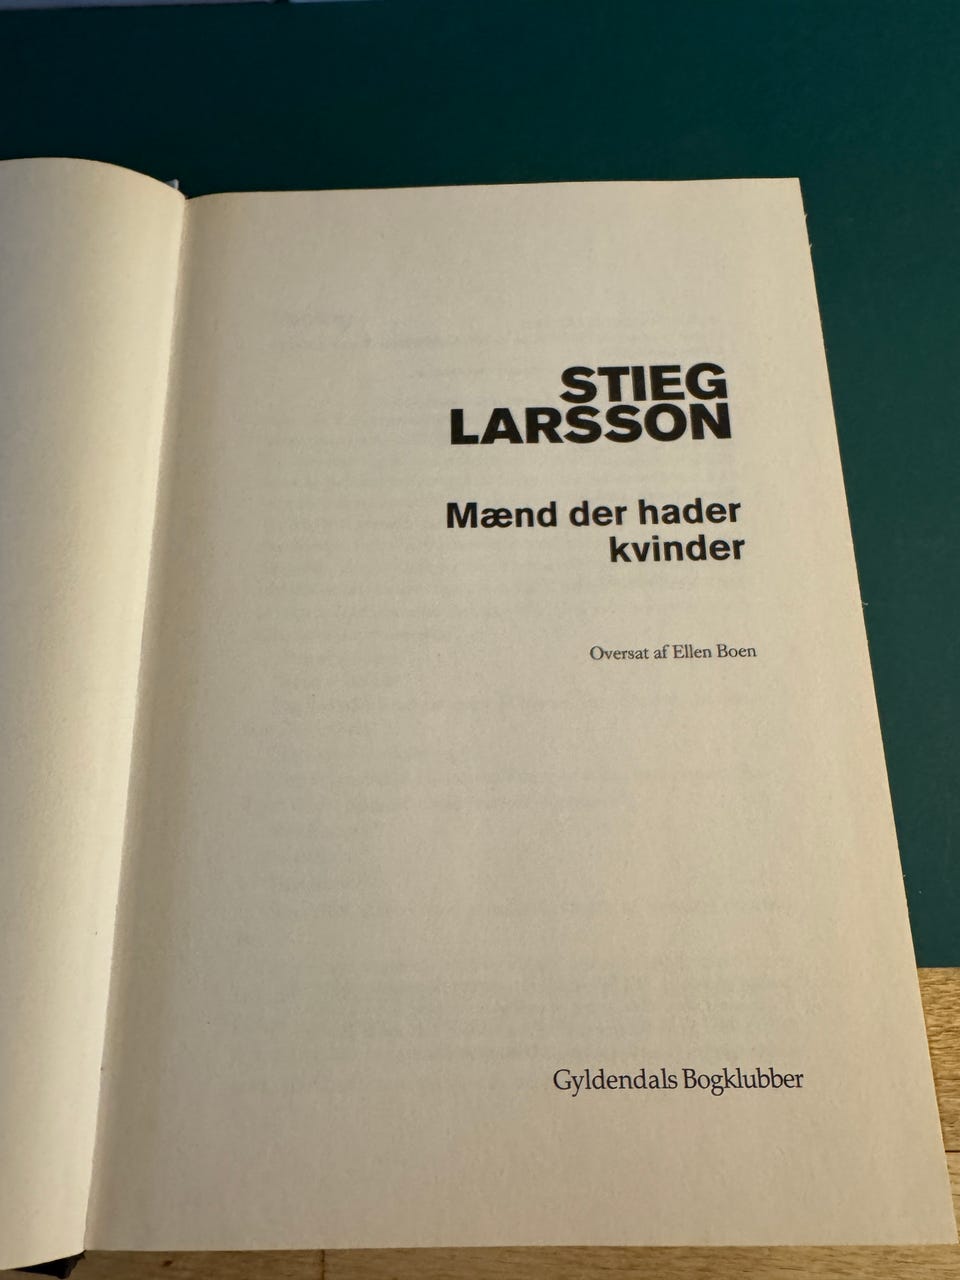 STIEG
LARSSON
Mænd der hader
kvinder
Oversat af Ellen Boen
Gyldendals Bogklubber